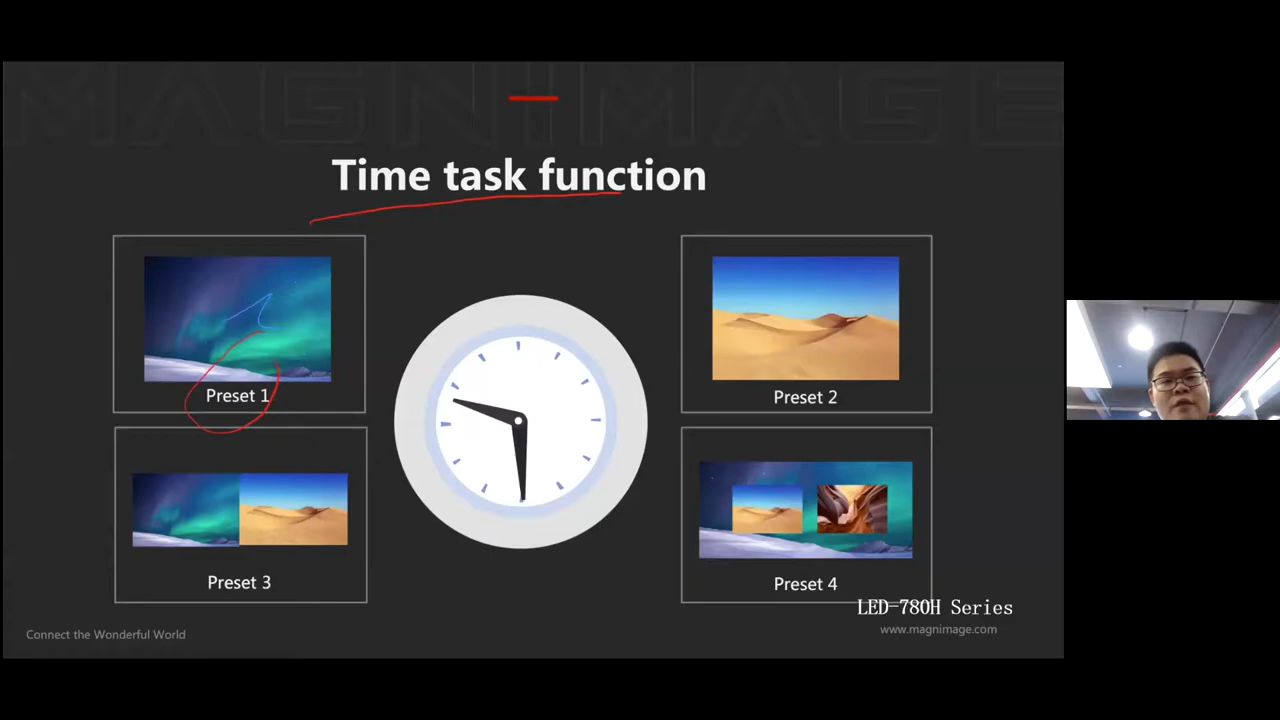 MAGNIMAGE
Time task function
Preset 1
Preset 2
Preset 3
Preset 4
LED-780H Series
Connect the Wonderful World
www.magnimage.com